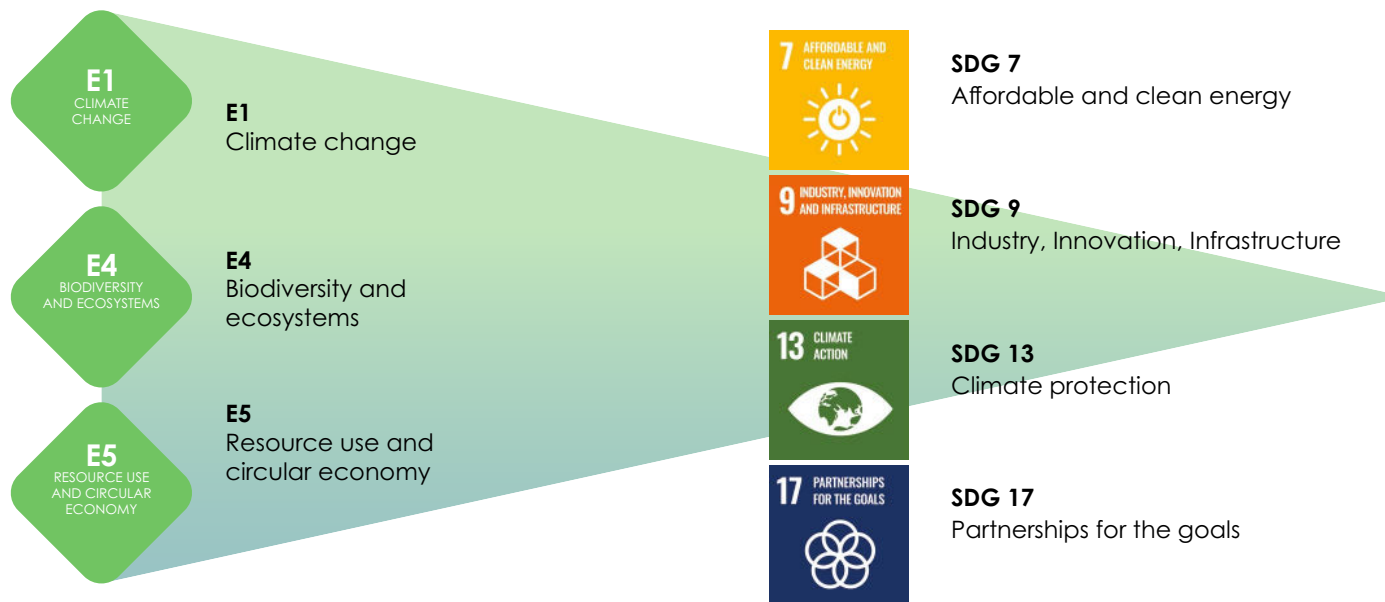 E1
CLIMATE
CHANGE
E1
Climate change
E4
BIODIVERSITY
AND ECOSYSTEMS
E4
Biodiversity and
ecosystems
E5
RESOURCE USE
AND CIRCULAR
ECONOMY
E5
Resource use and
circular economy
7 AFFORDABLE AND
CLEAN ENERGY
SDG 7
Affordable and clean energy
9 INDUSTRY, INNOVATION
AND INFRASTRUCTURE
SDG 9
Industry, Innovation, Infrastructure
13 CLIMATE
ACTION
SDG 13
Climate protection
17 PARTNERSHIPS
FOR THE GOALS
SDG 17
Partnerships for the goals